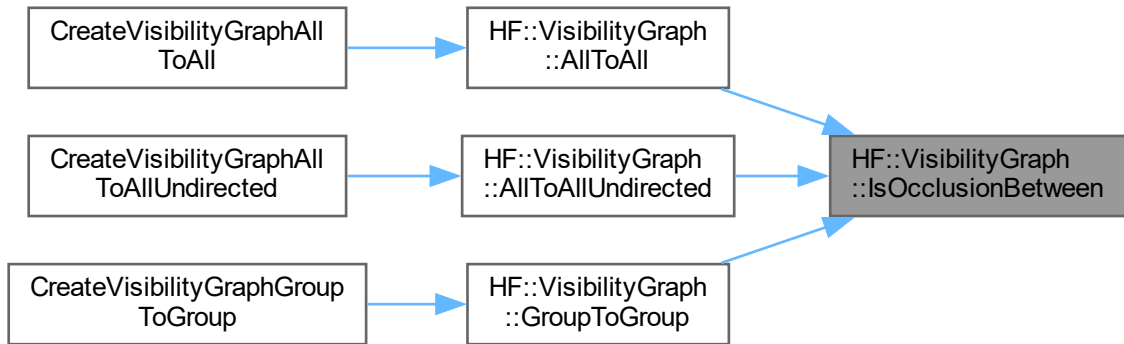 CreateVisibilityGraphAll
ToAll
HF::VisibilityGraph
::AllToAll
CreateVisibilityGraphAll
ToAllUndirected
HF::VisibilityGraph
::AllToAllUndirected
HF::VisibilityGraph
::IsOcclusionBetween
CreateVisibilityGraphGroup
ToGroup
HF::VisibilityGraph
::GroupToGroup